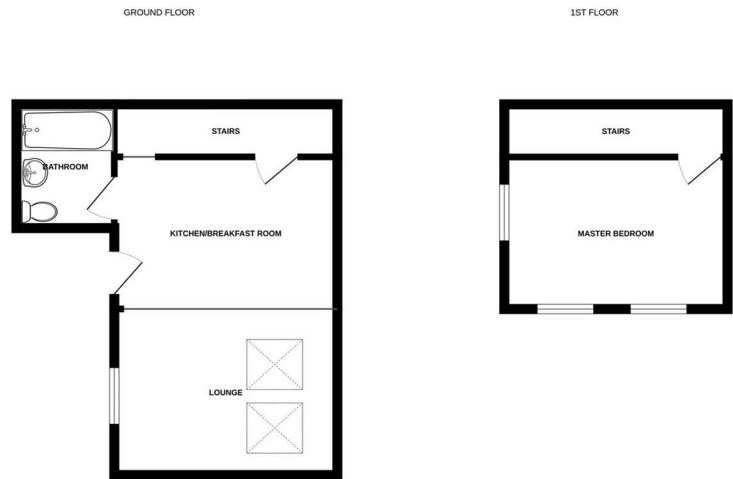 GROUND FLOOR
1ST FLOOR
STAIRS
BATHROOM
KITCHEN/BREAKFAST ROOM
LOUNGE
STAIRS
MASTER BEDROOM